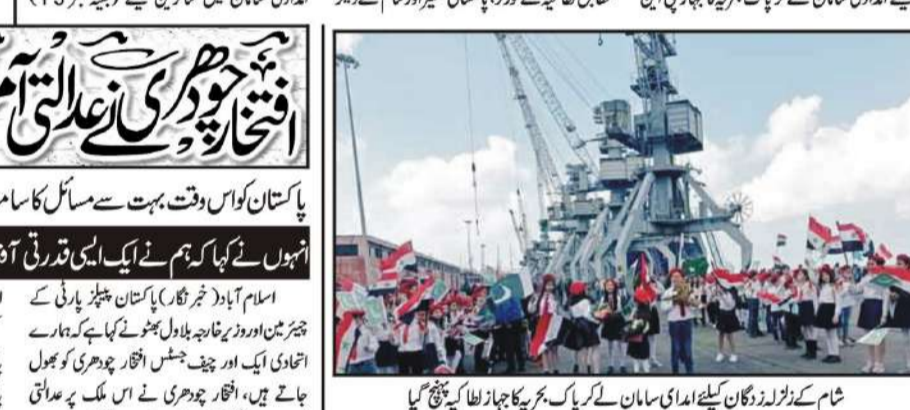 افتخار چودھری نے عدالتی
پاکستان کو اس وقت بہت سے مسائل کا
انہوں نے کہا کہ ہم نے ایک ایسی قدرتی
اسلام آباد (خبر نگار) پاکستان پیپلز پارٹی کے
چیئرمین اور وزیر خارجہ بلاول بھٹو نے کہا ہے کہ ہمارے
اتحادی ایک اور چیف جسٹس افتخار چودھری کو بھول
جاتے ہیں، افتخار چودھری نے اس ملک پر عدالتی
شام کے زلزلہ زدگان کیلئے امدای سامان لے کر پاک بحریہ کا جہاز لطاکیہ پہنچ گیا